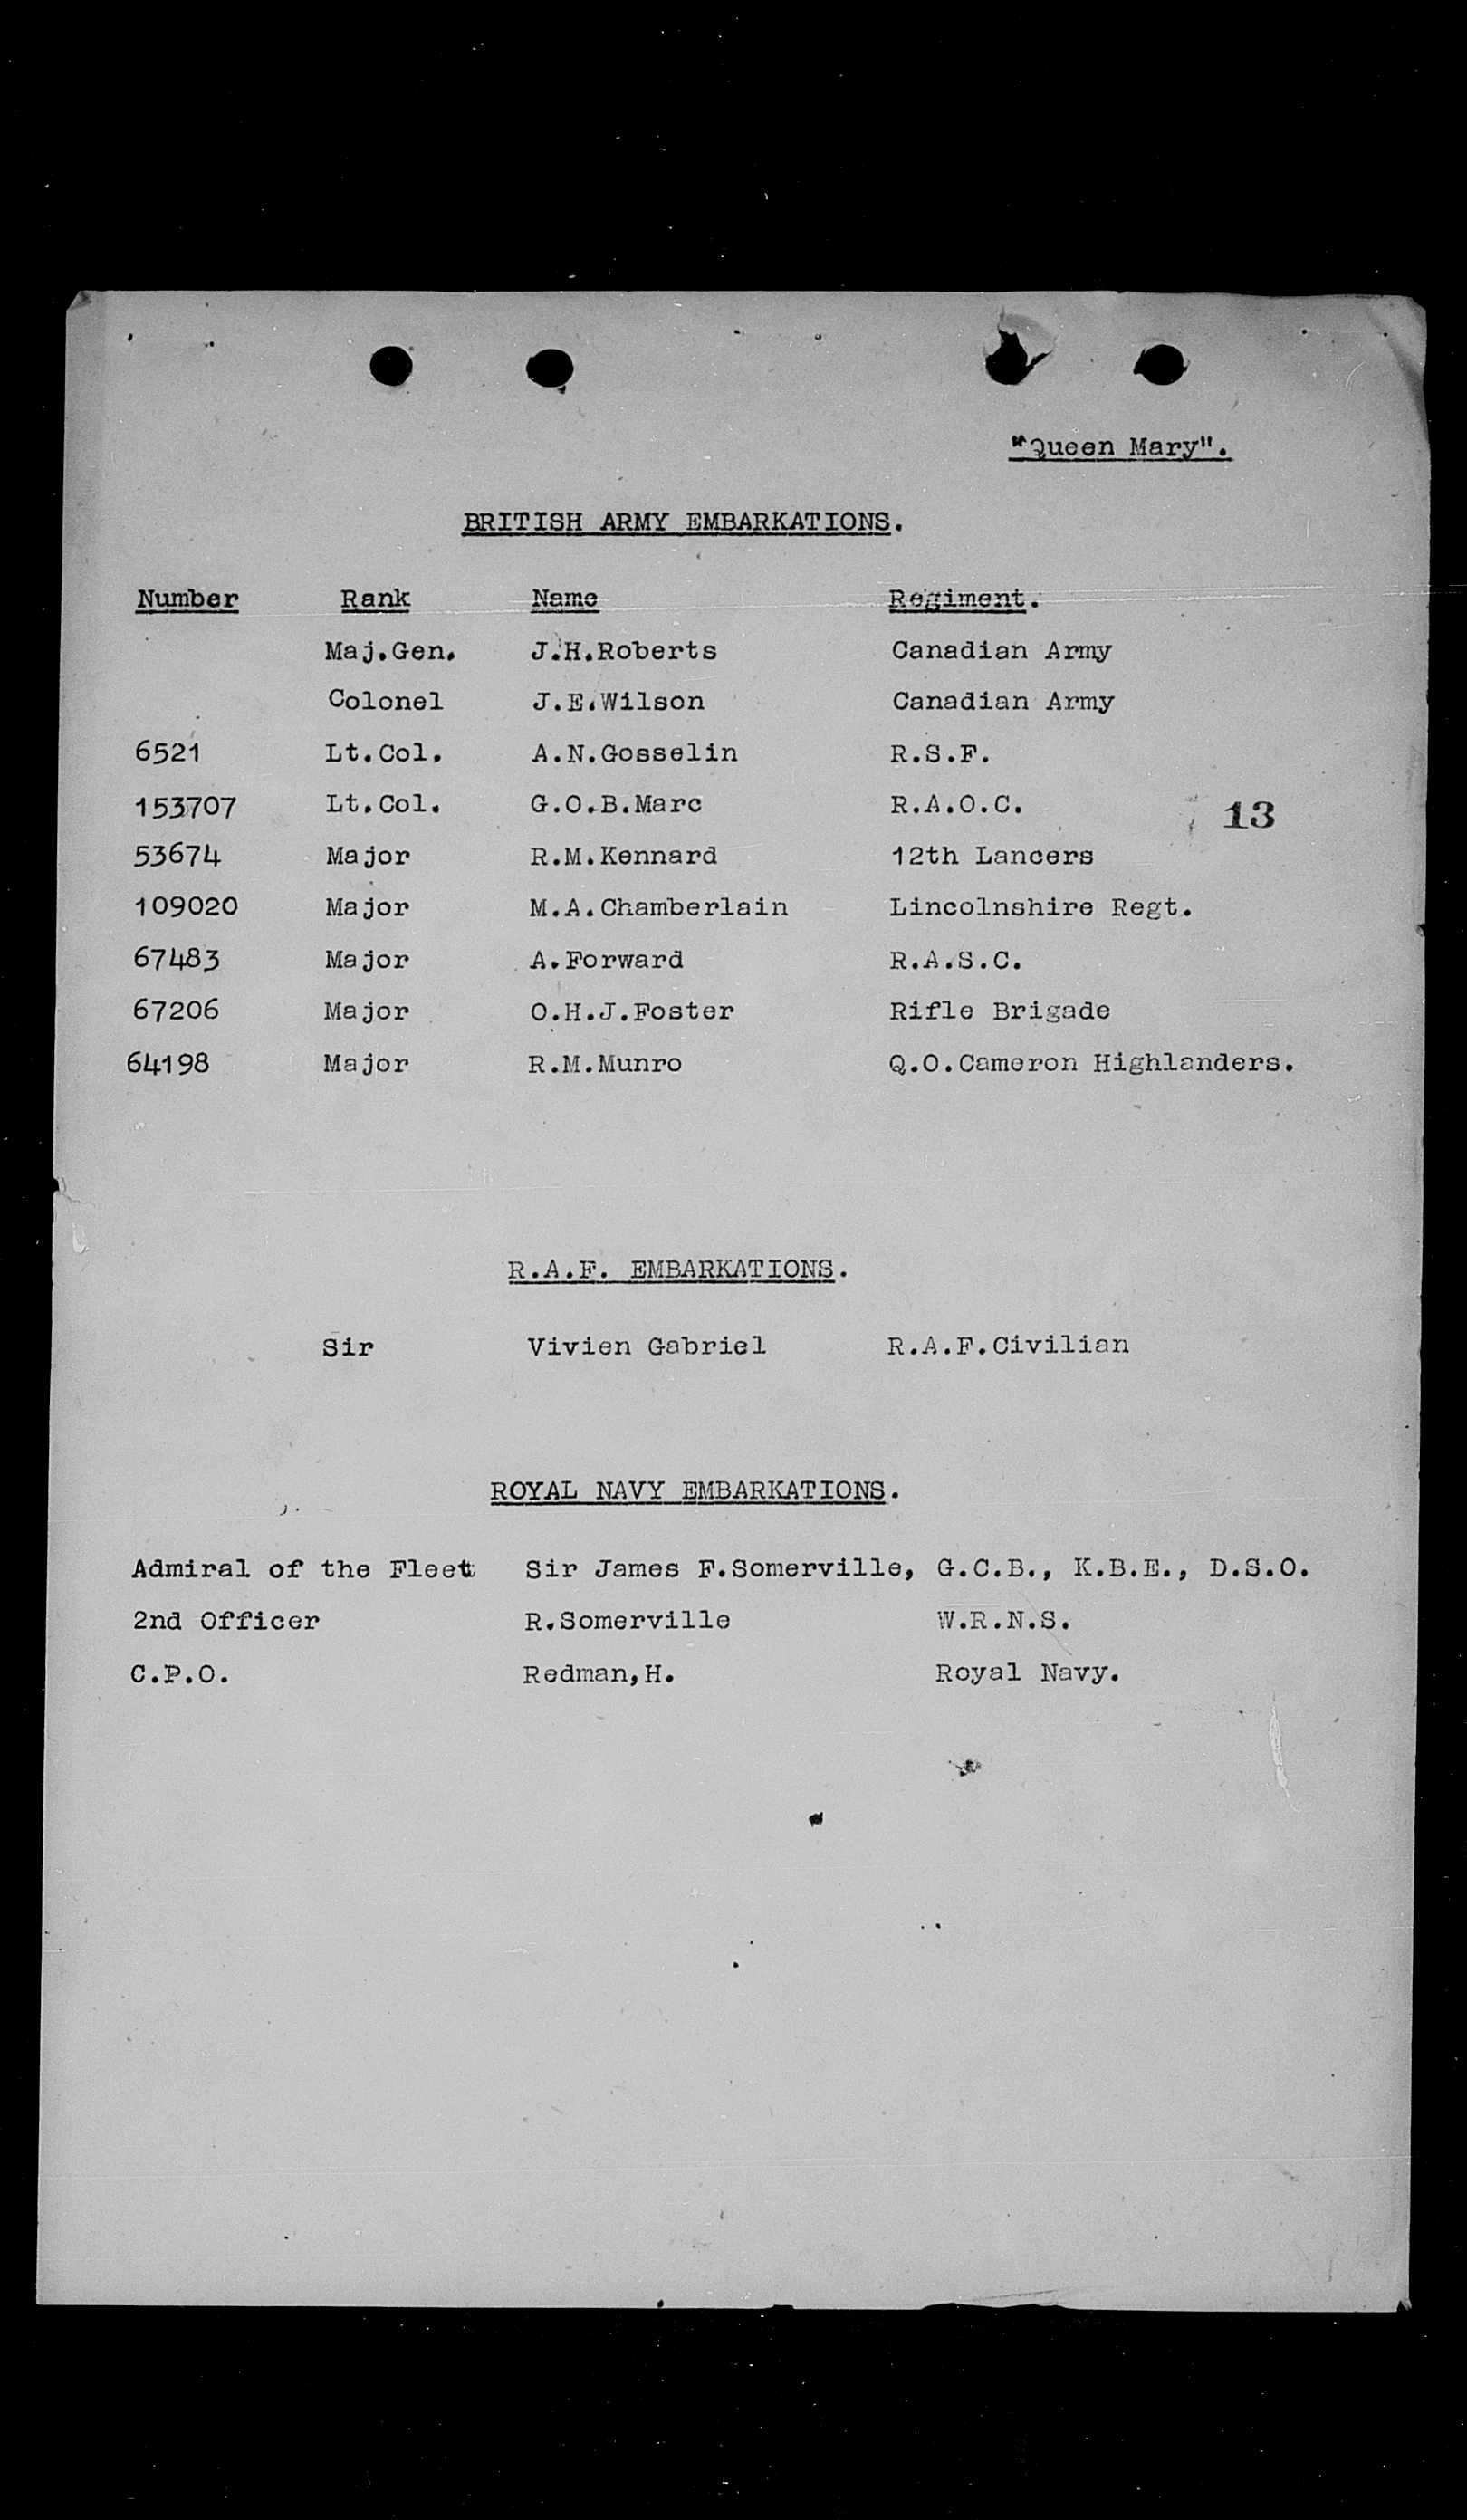 "Queen Mary".
BRITISH ARMY EMBARKATIONS.
Number Rank Name Regiment.
Maj.Gen. J.H.Roberts Canadian Army
Colonel J.E.Wilson Canadian Army
6521 Lt.Col. A.N.Gosselin R.S.F.
153707 Lt.Col. G.O.B.Marc R.A.O.C.
13
53674 Major R.M.Kennard 12th Lancers
109020 Major M.A.Chamberlain Lincolnshire Regt.
67483 Major A.Forward R.A.S.C.
67206 Major O.H.J.Foster Rifle Brigade
64198 Major R.M.Munro Q.O.Cameron Highlanders.
R.A.F. EMBARKATIONS.
Sir Vivien Gabriel R.A.F.Civilian
ROYAL NAVY EMBARKATIONS.
Admiral of the Fleet Sir James F.Somerville, G.C.B., K.B.E., D.S.O.
2nd Officer R.Somerville W.R.N.S.
C.P.O. Redman,H. Royal Navy.